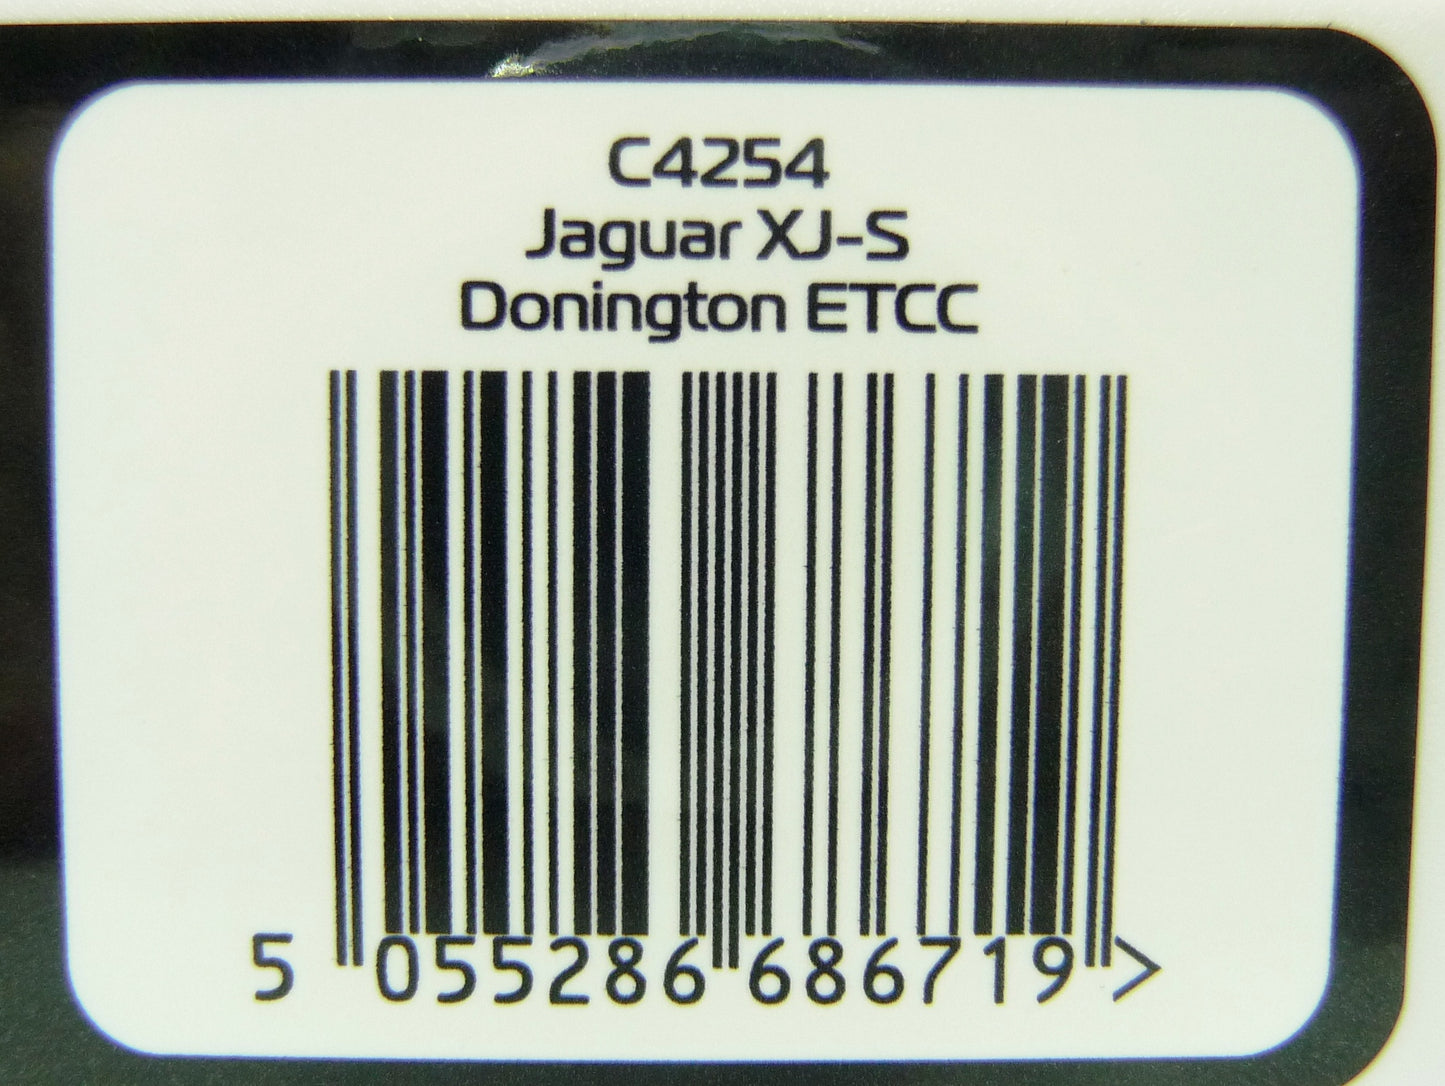 C4254
Jaguar XJ-S
Donington ETCC
5 055286 686719 >